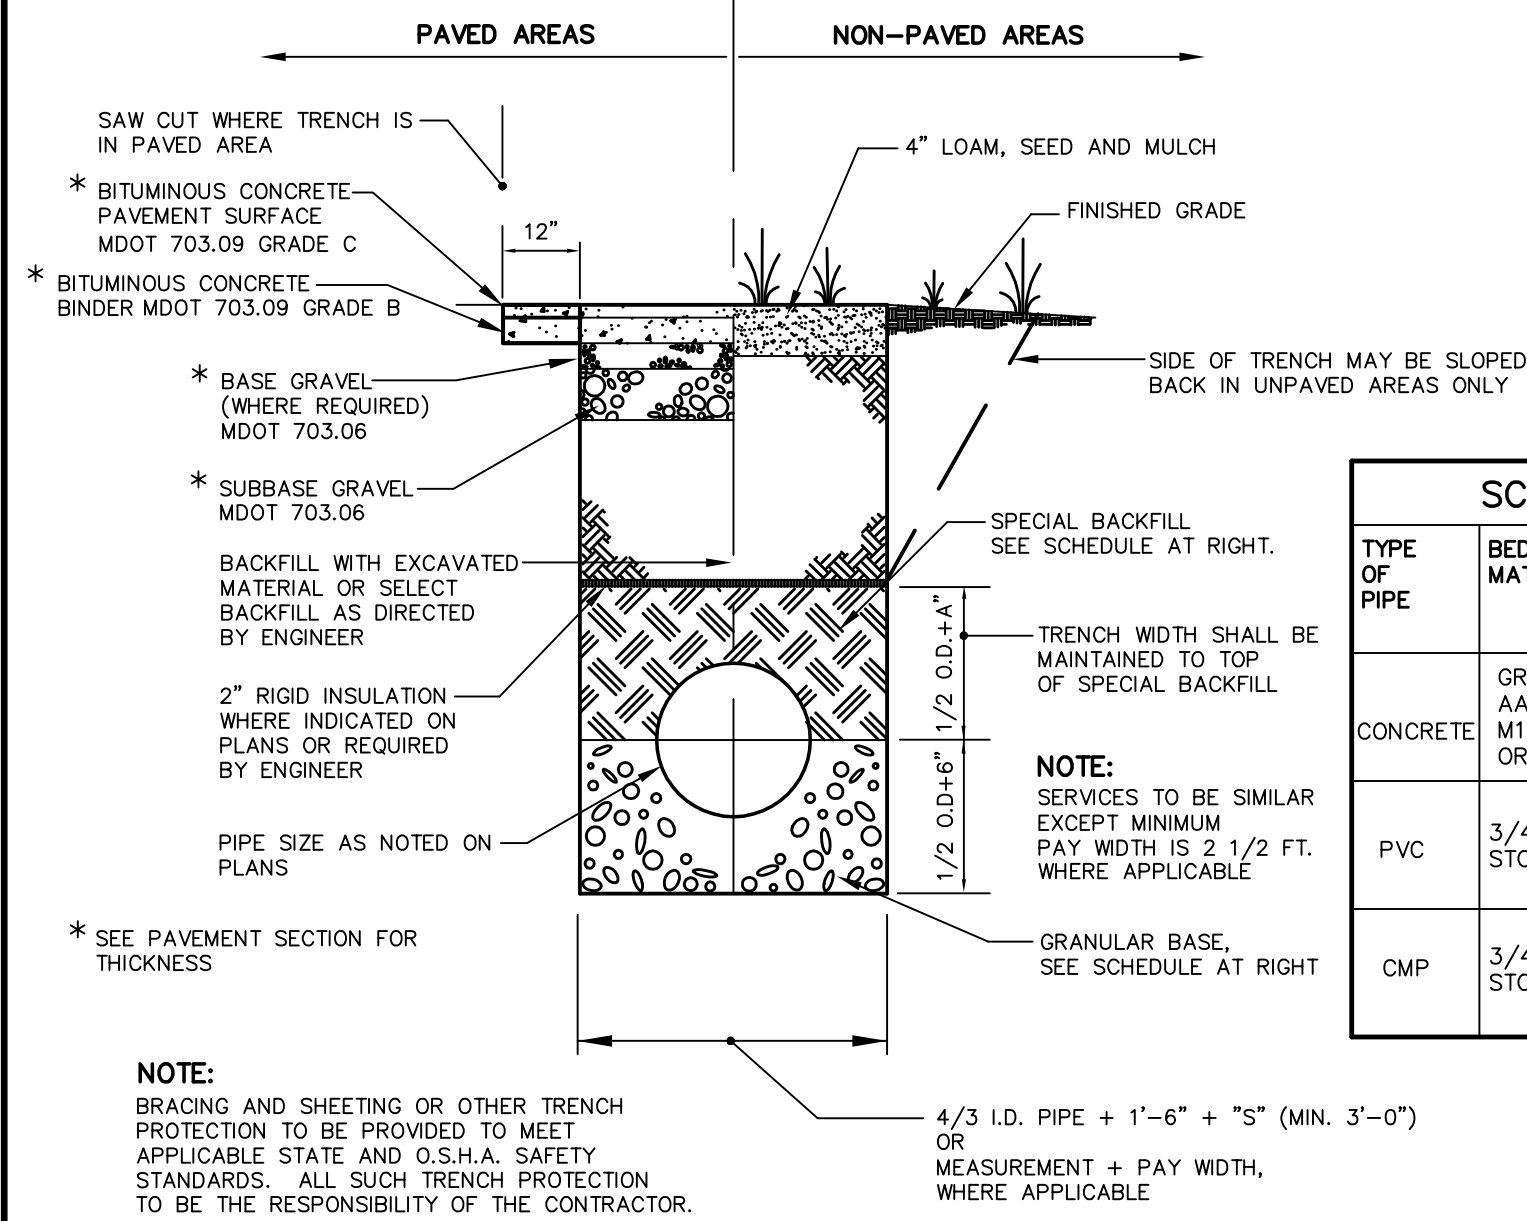 PAVED AREAS
NON-PAVED AREAS
SAW CUT WHERE TRENCH IS
IN PAVED AREA
* BITUMINOUS CONCRETE
PAVEMENT SURFACE
MDOT 703.09 GRADE C
* BITUMINOUS CONCRETE
BINDER MDOT 703.09 GRADE B
12"
4" LOAM, SEED AND MULCH
FINISHED GRADE
SIDE OF TRENCH MAY BE SLOPED
BACK IN UNPAVED AREAS ONLY
* BASE GRAVEL
(WHERE REQUIRED)
MDOT 703.06
* SUBBASE GRAVEL
MDOT 703.06
BACKFILL WITH EXCAVATED
MATERIAL OR SELECT
BACKFILL AS DIRECTED
BY ENGINEER
2" RIGID INSULATION
WHERE INDICATED ON
PLANS OR REQUIRED
BY ENGINEER
PIPE SIZE AS NOTED ON
PLANS
* SEE PAVEMENT SECTION FOR
THICKNESS
SPECIAL BACKFILL
SEE SCHEDULE AT RIGHT.
1/2 O.D.+A"
TRENCH WIDTH SHALL BE
MAINTAINED TO TOP
OF SPECIAL BACKFILL
1/2 O.D+6"
NOTE:
SERVICES TO BE SIMILAR
EXCEPT MINIMUM
PAY WIDTH IS 2 1/2 FT.
WHERE APPLICABLE
GRANULAR BASE,
SEE SCHEDULE AT RIGHT
4/3 I.D. PIPE + 1'-6" + "S" (MIN. 3'-0")
OR
MEASUREMENT + PAY WIDTH,
WHERE APPLICABLE
NOTE:
BRACING AND SHEETING OR OTHER TRENCH
PROTECTION TO BE PROVIDED TO MEET
APPLICABLE STATE AND O.S.H.A. SAFETY
STANDARDS. ALL SUCH TRENCH PROTECTION
TO BE THE RESPONSIBILITY OF THE CONTRACTOR.
TYPE
OF
PIPE
CONCRETE
PVC
CMP